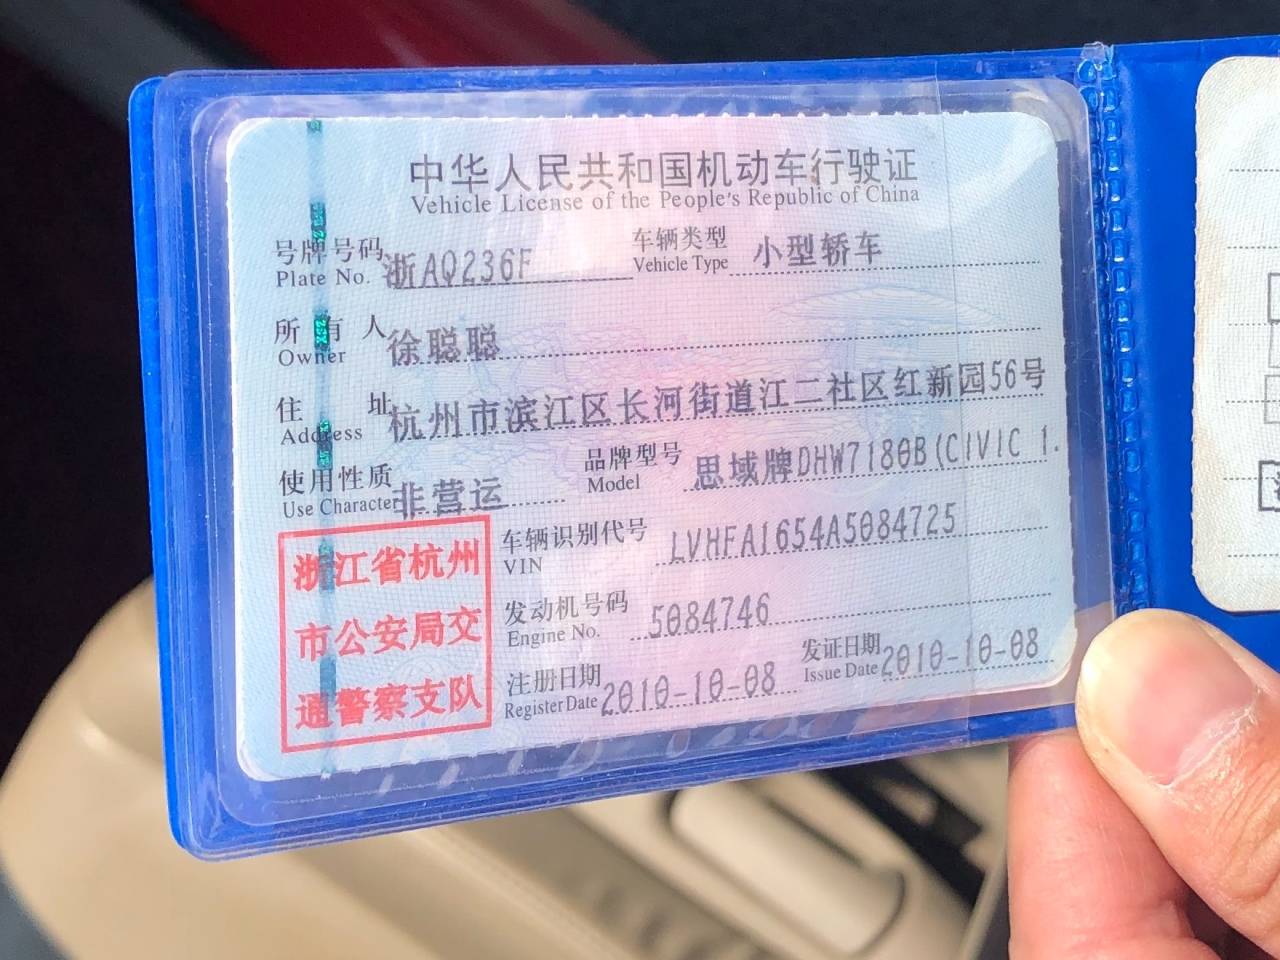 中华人民共和国机动车行驶证
Vehicle License of the People's Republic of China
号牌号码 浙AQ236F 车辆类型 小型轿车
Plate No. Vehicle Type
所有人 徐聪聪
Owner
住址 杭州市滨江区长河街道江二社区红新园56号
Address
使用性质 非营运 品牌型号 思域牌DHW7180B(CIVIC 1.
Use Character Model
浙江省杭州
市公安局交
通警察支队
车辆识别代号 LVHFA1654A5084725
VIN
发动机号码 5084746
Engine No.
注册日期 2010-10-08 发证日期 2010-10-08
Register Date Issue Date